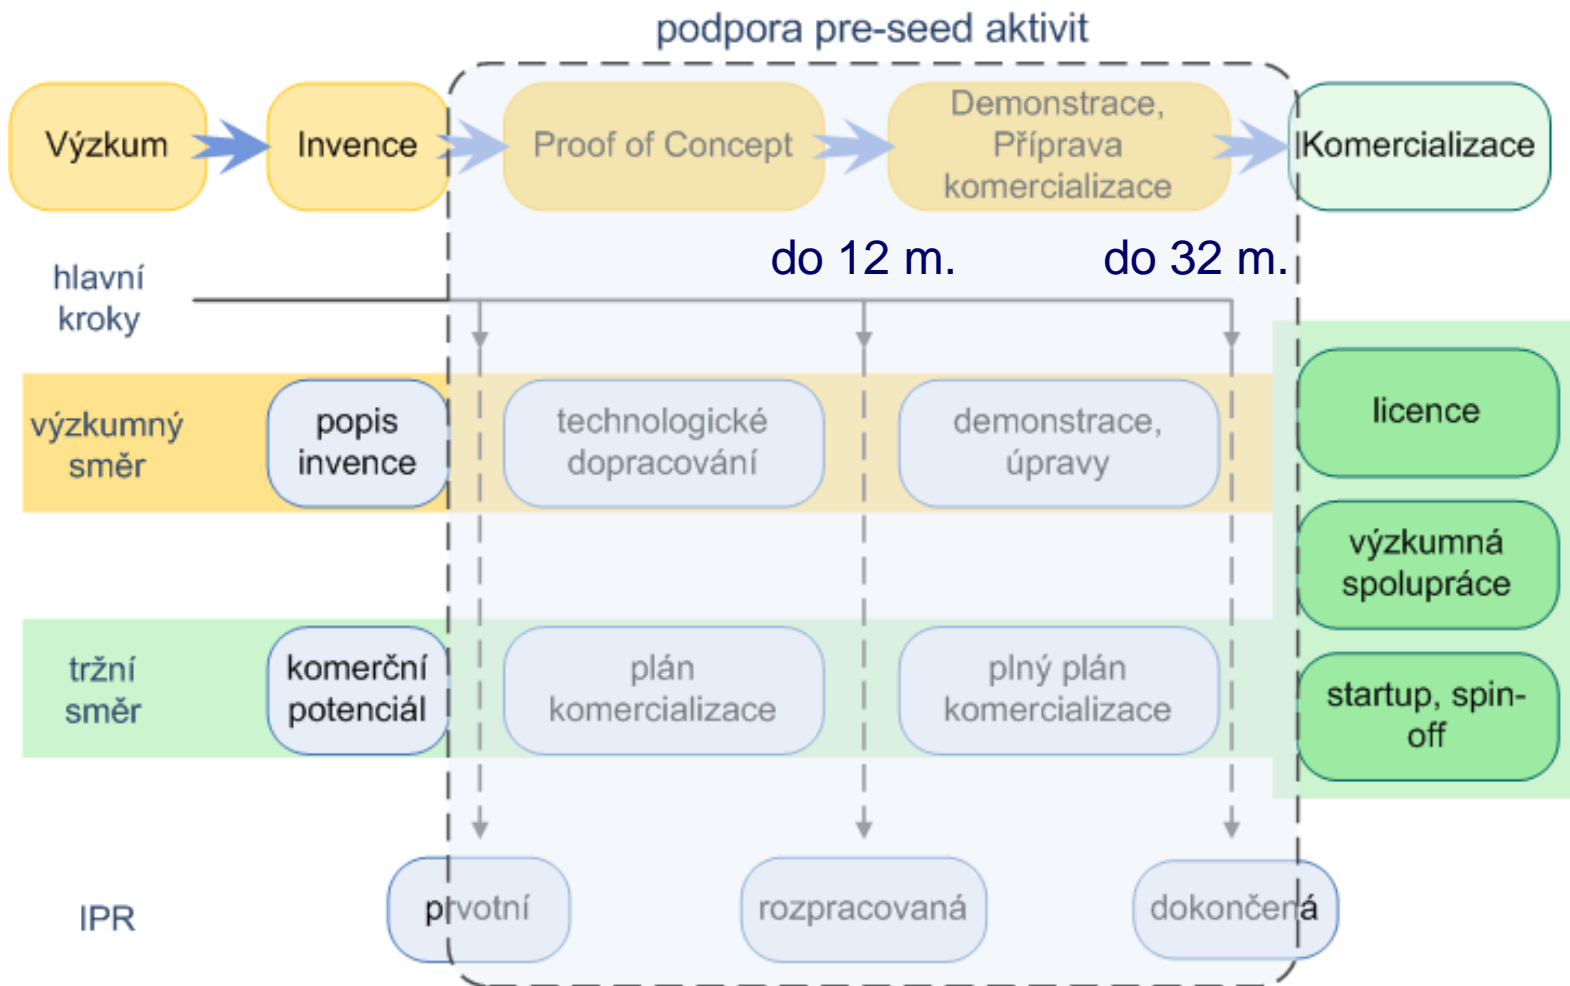 podpora pre-seed aktivit
Výzkum
Invence
Proof of Concept
Demonstrace,
Příprava
komercializace
Komercializace
do 12 m.
do 32 m.
hlavní
kroky
výzkumný
směr
popis
invence
technologické
dopracování
demonstrace,
úpravy
licence
výzkumná
spolupráce
tržní
směr
komerční
potenciál
plán
komercializace
plný plán
komercializace
startup, spin-
off
IPR
prvotní
rozpracovaná
dokončená